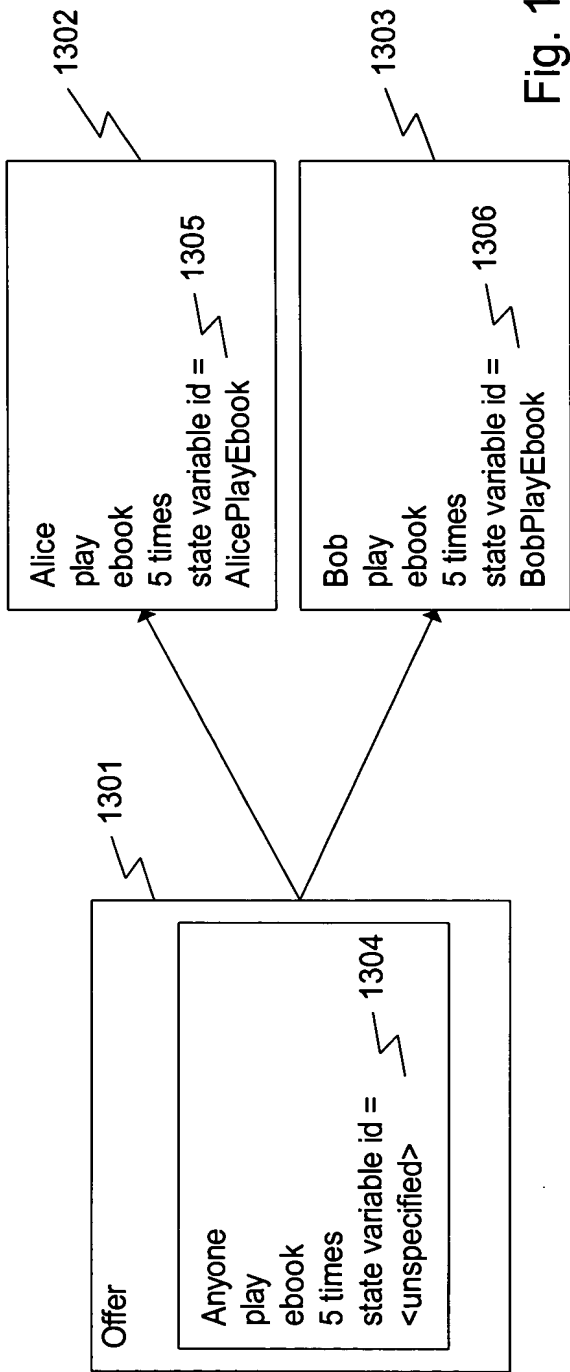 Offer
Anyone
play
ebook
5 times
state variable id =
<unspecified>
1301
1304
Alice
play
ebook
5 times
state variable id =
AlicePlayEbook
1302
1305
Bob
play
ebook
5 times
state variable id =
BobPlayEbook
1303
1306
Fig. 1